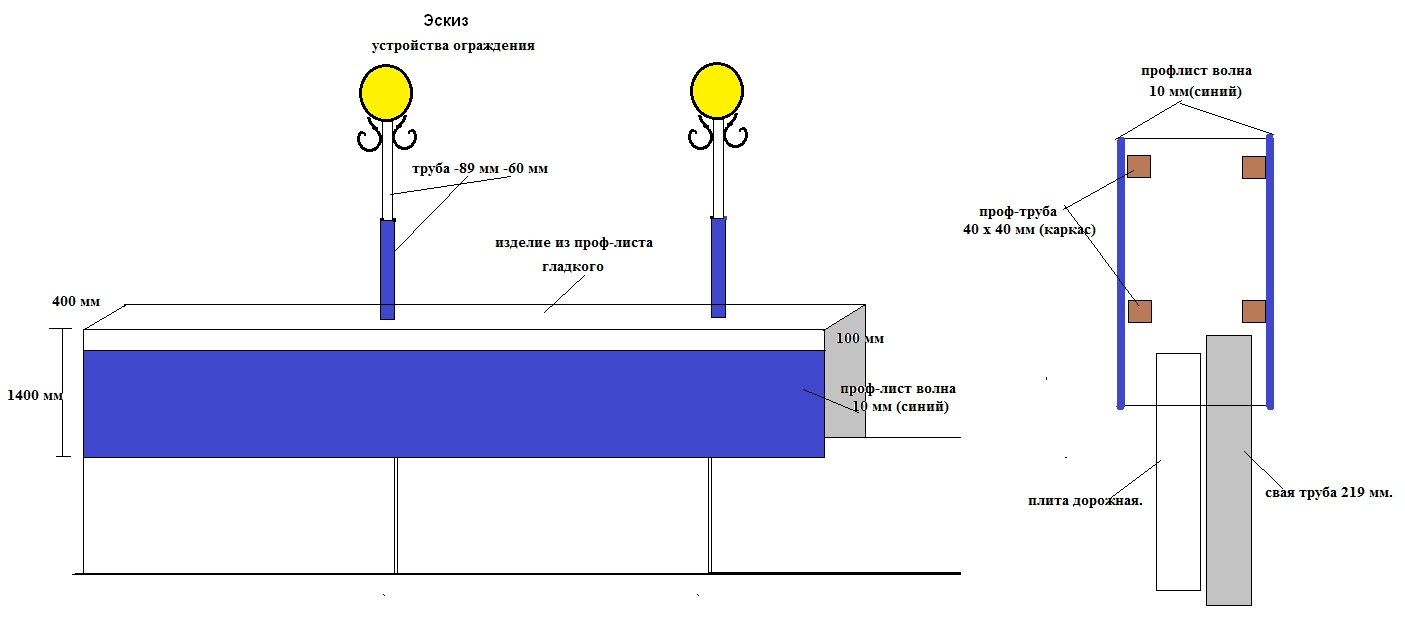 Эскиз
устройства ограждения
труба -89 мм -60 мм
изделие из проф-листа
гладкого
400 мм
100 мм
1400 мм
проф-лист волна
10 мм (синий)
профлист волна
10 мм(синий)
проф-труба
40 х 40 мм (каркас)
плита дорожная.
свая труба 219 мм.